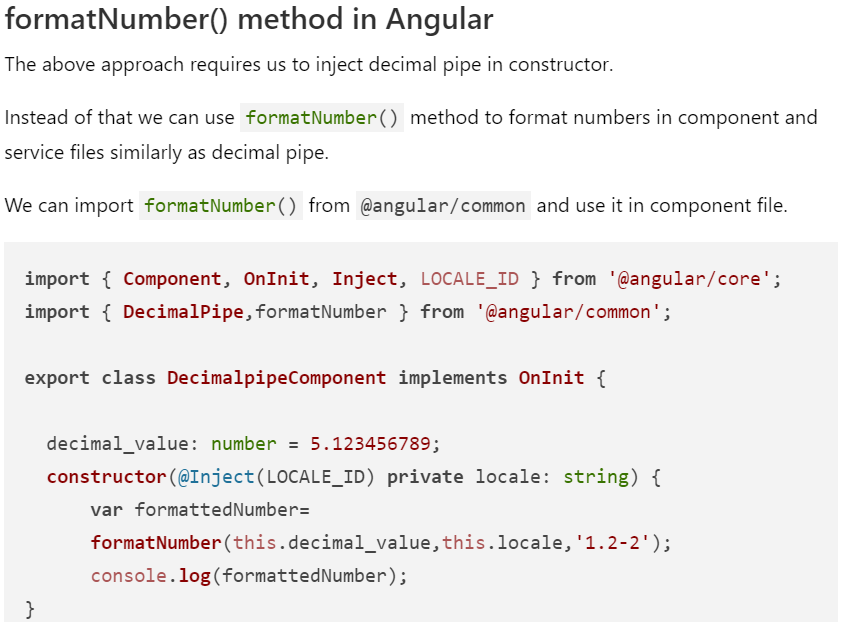 formatNumber() method in Angular
The above approach requires us to inject decimal pipe in constructor.
Instead of that we can use formatNumber() method to format numbers in component and
service files similarly as decimal pipe.
We can import formatNumber() from @angular/common and use it in component file.
import { Component, OnInit, Inject, LOCALE_ID } from '@angular/core';
import { DecimalPipe,formatNumber } from '@angular/common';
export class DecimalpipeComponent implements OnInit {
decimal_value: number = 5.123456789;
constructor(@Inject(LOCALE_ID) private locale: string) {
var formattedNumber=
formatNumber(this.decimal_value,this.locale,'1.2-2');
console.log(formattedNumber);
}